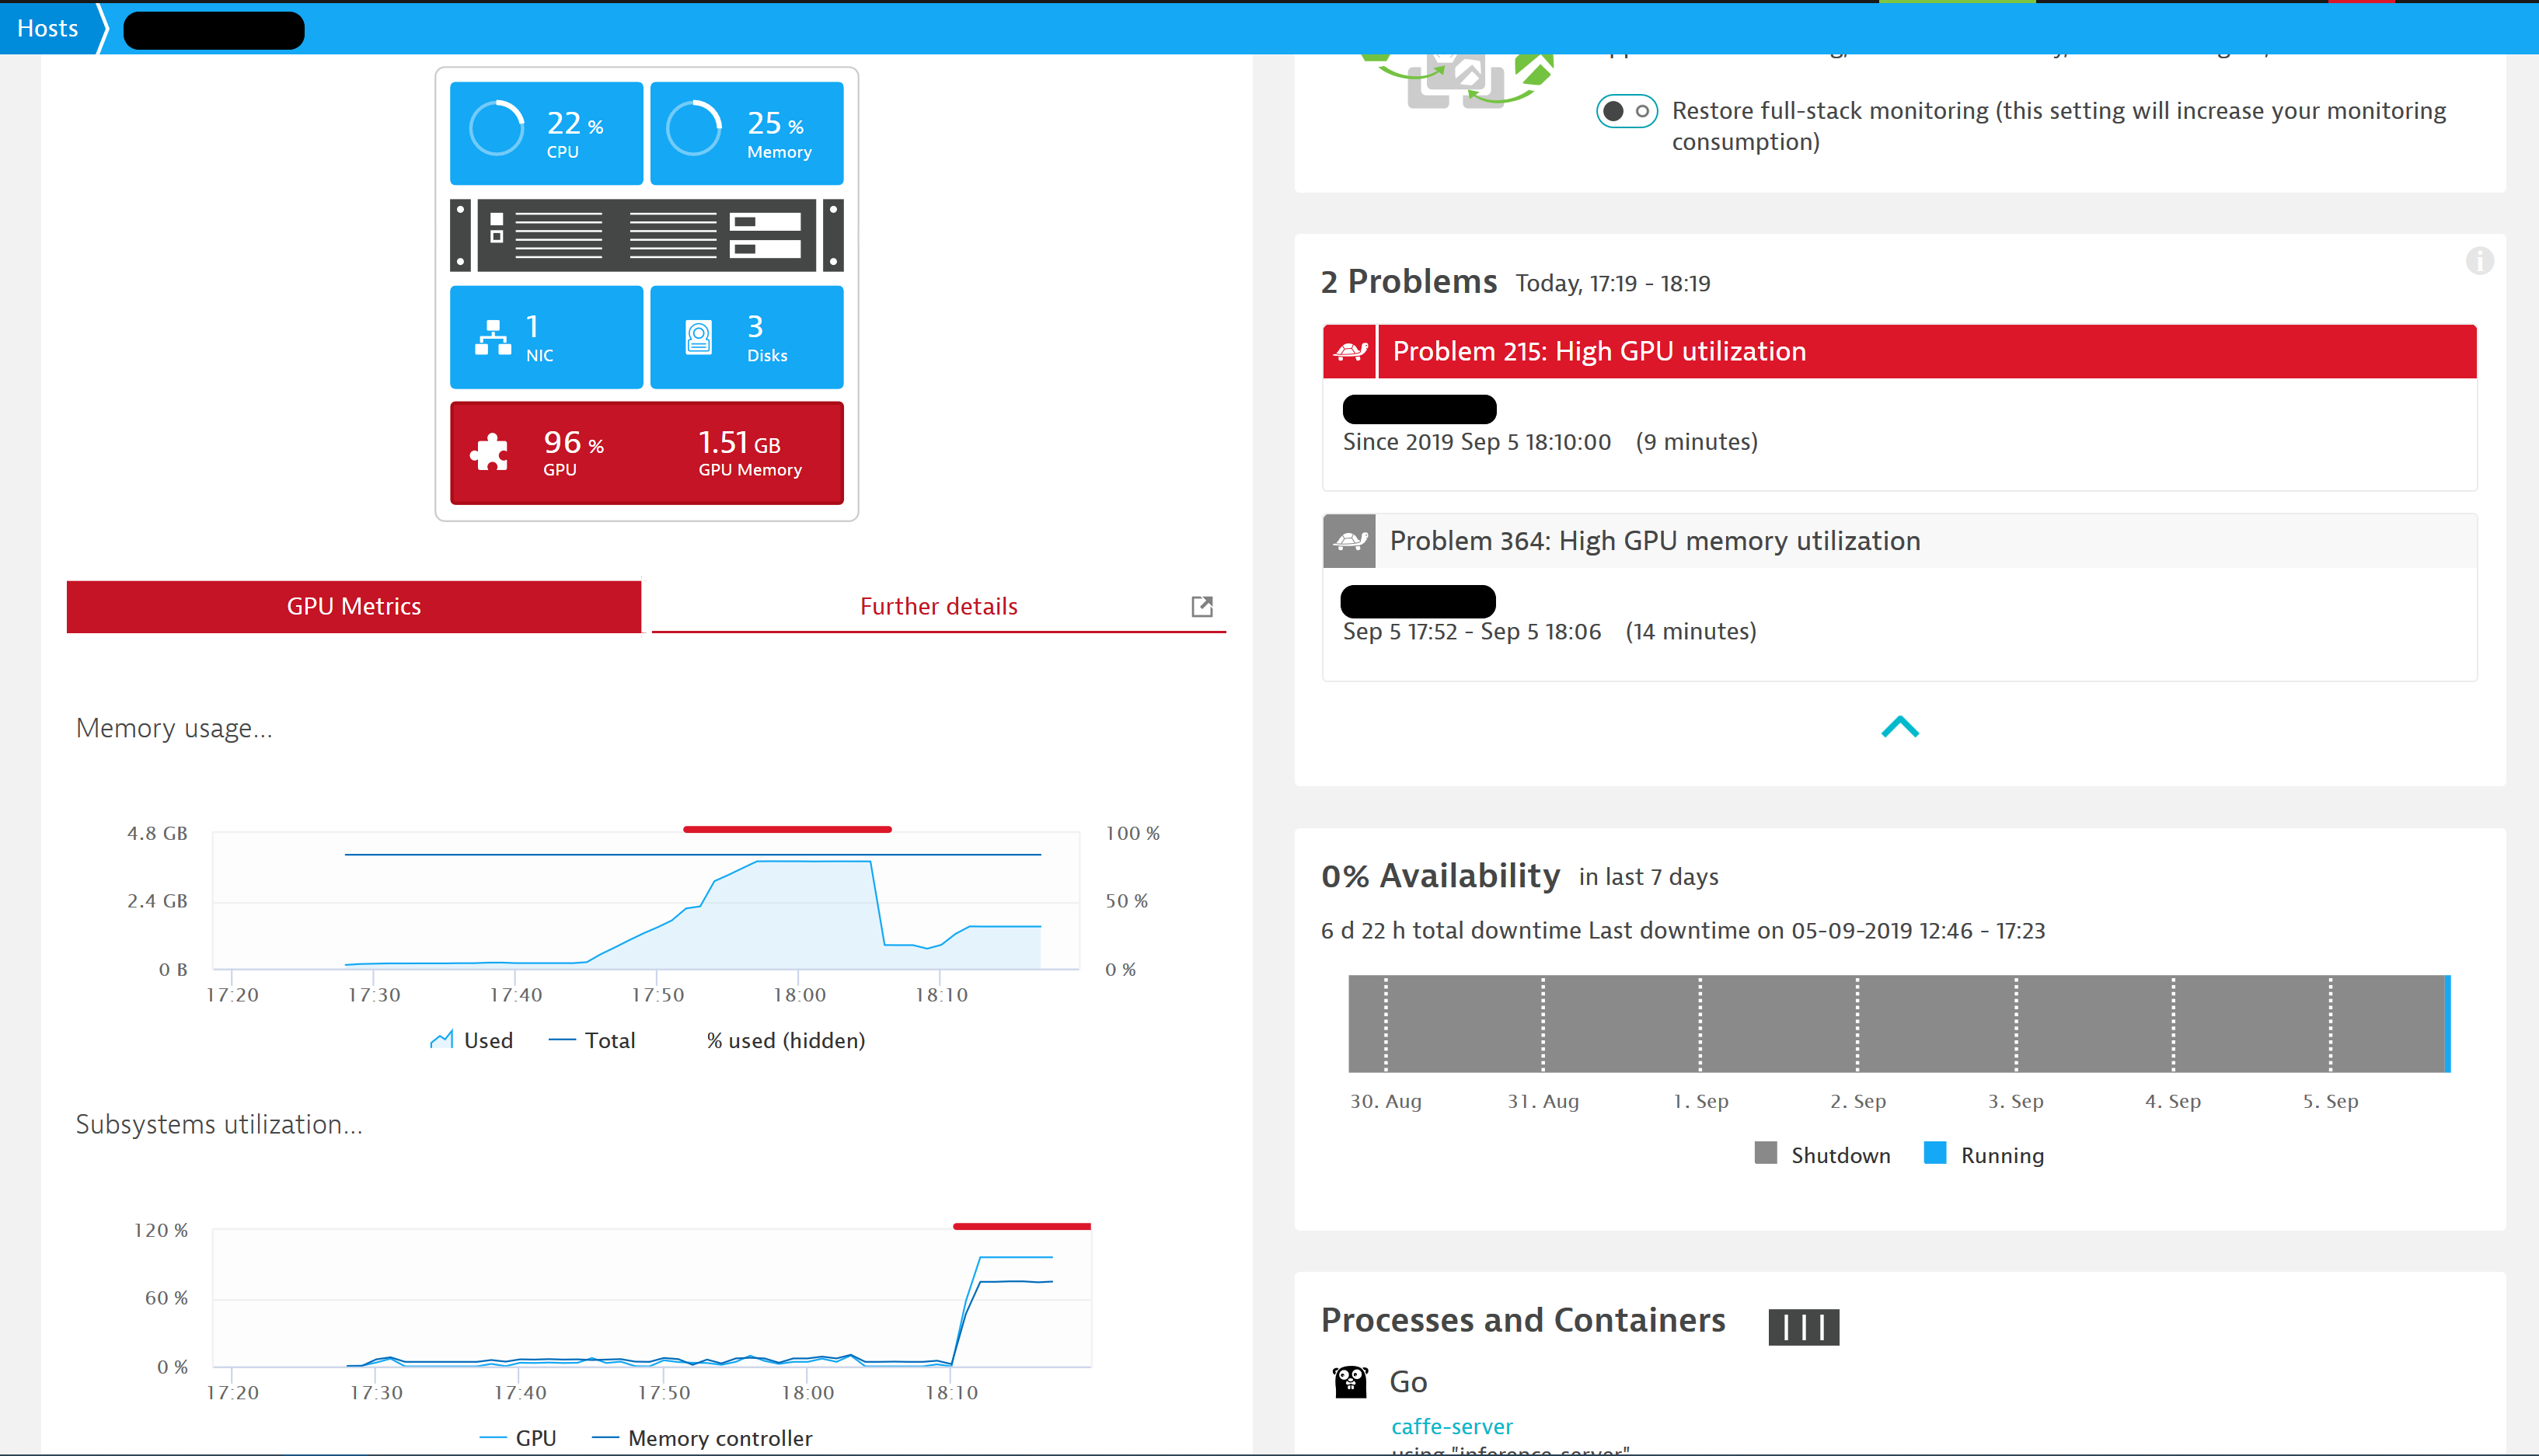 Hosts
22 %
CPU
25 %
Memory
1
NIC
3
Disks
96 %
GPU
1.51 GB
GPU Memory
GPU Metrics
Further details
Memory usage...
4.8 GB
2.4 GB
0 B
100 %
50 %
0 %
17:20 17:30 17:40 17:50 18:00 18:10
Used Total % used (hidden)
Subsystems utilization...
120 %
60 %
0 %
17:20 17:30 17:40 17:50 18:00 18:10
GPU Memory controller
Restore full-stack monitoring (this setting will increase your monitoring
consumption)
2 Problems Today, 17:19 - 18:19
Problem 215: High GPU utilization
Since 2019 Sep 5 18:10:00 (9 minutes)
Problem 364: High GPU memory utilization
Sep 5 17:52 - Sep 5 18:06 (14 minutes)
0% Availability in last 7 days
6 d 22 h total downtime Last downtime on 05-09-2019 12:46 - 17:23
30. Aug 31. Aug 1. Sep 2. Sep 3. Sep 4. Sep 5. Sep
Shutdown Running
Processes and Containers
Go
caffe-server
using "inference-server"